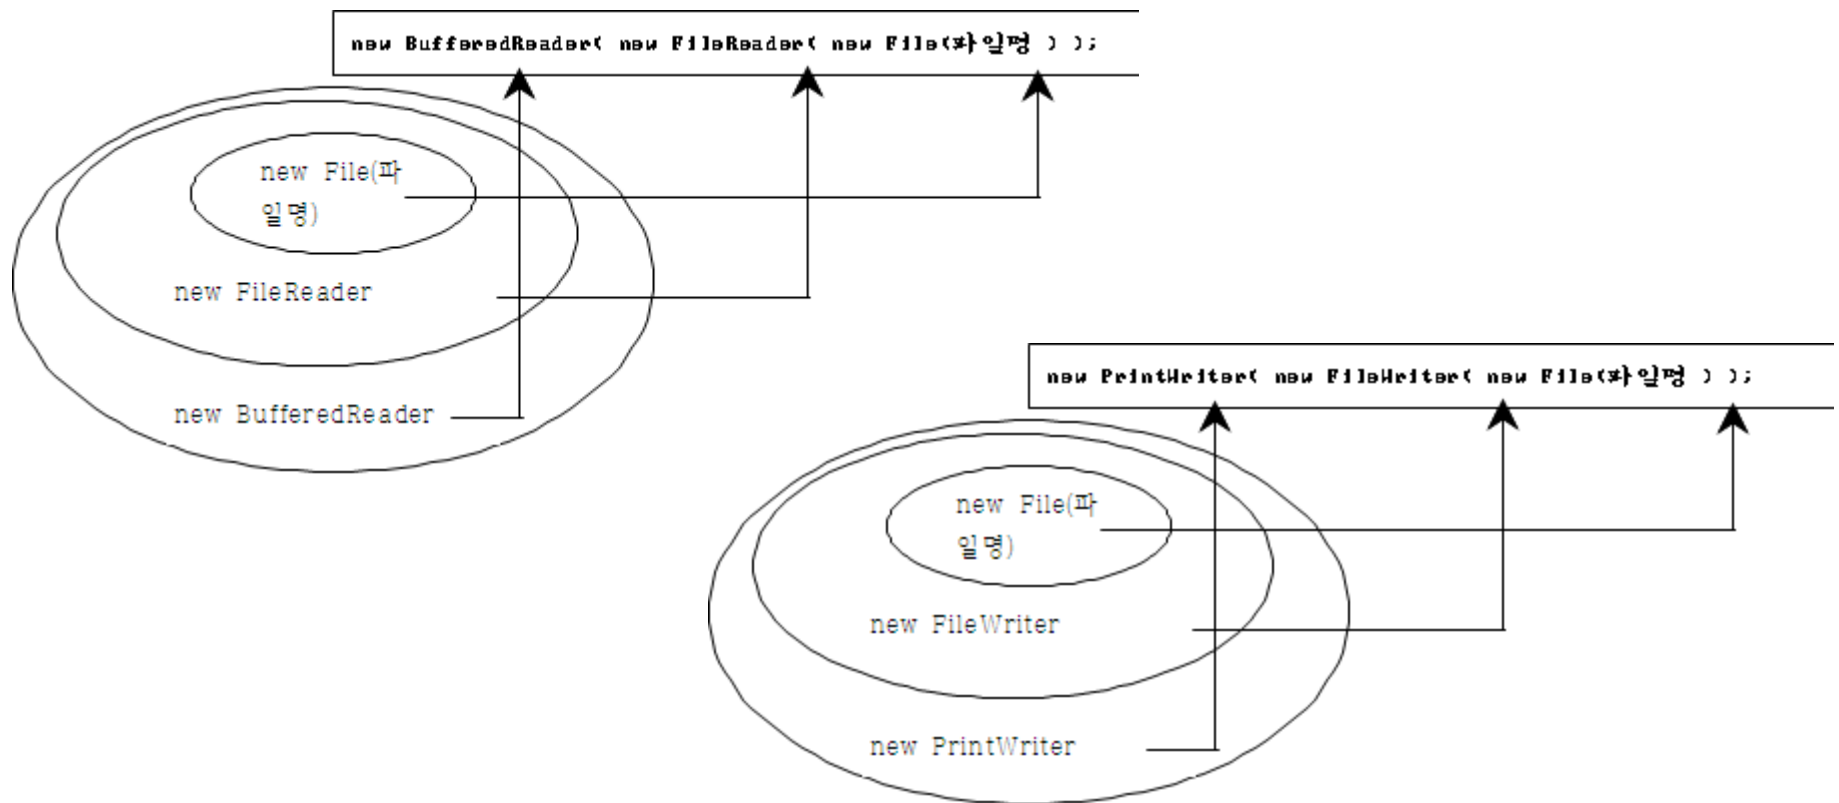 new BufferedReader( new FileReader( new File(파일명 ) );
new File(파
일명)
new FileReader
new BufferedReader
new PrintWriter( new FileWriter( new File(파일명 ) );
new File(파
일명)
new FileWriter
new PrintWriter